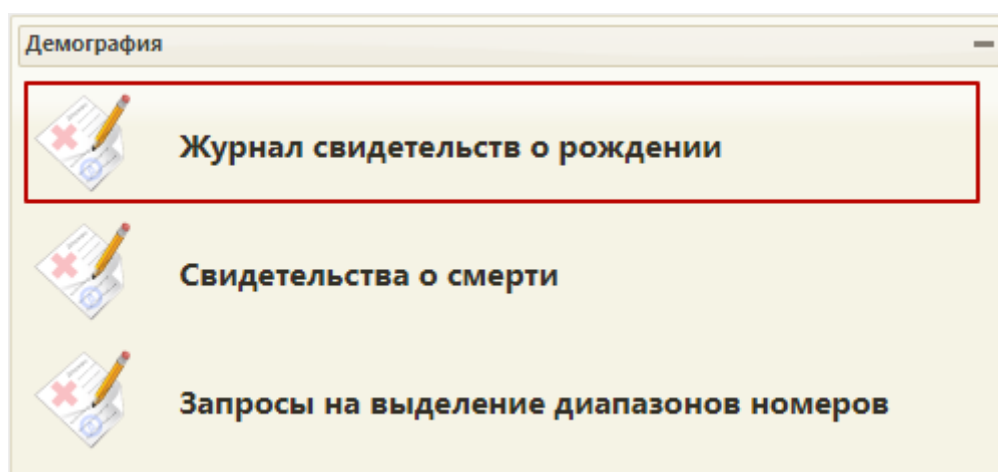 Демография
Журнал свидетельств о рождении
Свидетельства о смерти
Запросы на выделение диапазонов номеров